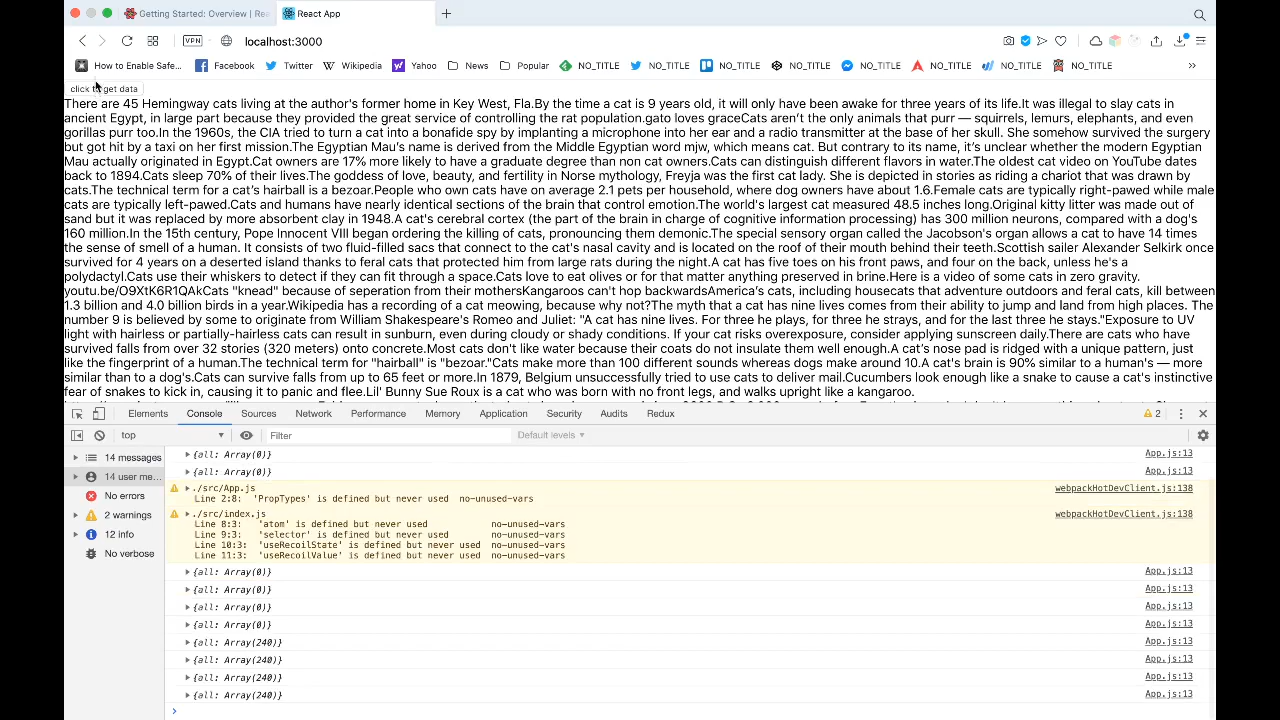 Getting Started: Overview | Re
React App
VPN
localhost:3000
How to Enable Safe...
Facebook
Twitter
Wikipedia
Yahoo
News
Popular
NO_TITLE
NO_TITLE
NO_TITLE
NO_TITLE
NO_TITLE
NO_TITLE
NO_TITLE
NO_TITLE
click to get data
There are 45 Hemingway cats living at the author's former home in Key West, Fla.By the time a cat is 9 years old, it will only have been awake for three years of its life.It was illegal to slay cats in
ancient Egypt, in large part because they provided the great service of controlling the rat population.gato loves graceCats aren’t the only animals that purr — squirrels, lemurs, elephants, and even
gorillas purr too.In the 1960s, the CIA tried to turn a cat into a bonafide spy by implanting a microphone into her ear and a radio transmitter at the base of her skull. She somehow survived the surgery
but got hit by a taxi on her first mission.The Egyptian Mau’s name is derived from the Middle Egyptian word mjw, which means cat. But contrary to its name, it’s unclear whether the modern Egyptian
Mau actually originated in Egypt.Cat owners are 17% more likely to have a graduate degree than non cat owners.Cats can distinguish different flavors in water.The oldest cat video on YouTube dates
back to 1894.Cats sleep 70% of their lives.The goddess of love, beauty, and fertility in Norse mythology, Freyja was the first cat lady. She is depicted in stories as riding a chariot that was drawn by
cats.The technical term for a cat’s hairball is a bezoar.People who own cats have on average 2.1 pets per household, where dog owners have about 1.6.Female cats are typically right-pawed while male
cats are typically left-pawed.Cats and humans have nearly identical sections of the brain that control emotion.The world's largest cat measured 48.5 inches long.Original kitty litter was made out of
sand but it was replaced by more absorbent clay in 1948.A cat's cerebral cortex (the part of the brain in charge of cognitive information processing) has 300 million neurons, compared with a dog's
160 million.In the 15th century, Pope Innocent VIII began ordering the killing of cats, pronouncing them demonic.The special sensory organ called the Jacobson's organ allows a cat to have 14 times
the sense of smell of a human. It consists of two fluid-filled sacs that connect to the cat's nasal cavity and is located on the roof of their mouth behind their teeth.Scottish sailer Alexander Selkirk once
survived for 4 years on a deserted island thanks to feral cats that protected him from large rats during the night.A cat has five toes on his front paws, and four on the back, unless he's a
polydactyl.Cats use their whiskers to detect if they can fit through a space.Cats love to eat olives or for that matter anything preserved in brine.Here is a video of some cats in zero gravity.
youtu.be/O9XtK6R1QAkCats "knead" because of seperation from their mothersKangaroos can't hop backwardsAmerica’s cats, including housecats that adventure outdoors and feral cats, kill between
1.3 billion and 4.0 billion birds in a year.Wikipedia has a recording of a cat meowing, because why not?The myth that a cat has nine lives comes from their ability to jump and land from high places. The
number 9 is believed by some to originate from William Shakespeare's Romeo and Juliet: "A cat has nine lives. For three he plays, for three he strays, and for the last three he stays."Exposure to UV
light with hairless or partially-hairless cats can result in sunburn, even during cloudy or shady conditions. If your cat risks overexposure, consider applying sunscreen daily.There are cats who have
survived falls from over 32 stories (320 meters) onto concrete.Most cats don't like water because their coats do not insulate them well enough.A cat’s nose pad is ridged with a unique pattern, just
like the fingerprint of a human.The technical term for "hairball" is "bezoar."Cats make more than 100 different sounds whereas dogs make around 10.A cat's brain is 90% similar to a human's — more
similar than to a dog's.Cats can survive falls from up to 65 feet or more.In 1879, Belgium unsuccessfully tried to use cats to deliver mail.Cucumbers look enough like a snake to cause a cat's instinctive
fear of snakes to kick in, causing it to panic and flee.Lil' Bunny Sue Roux is a cat who was born with no front legs, and walks upright like a kangaroo.
Elements
Console
Sources
Network
Performance
Memory
Application
Security
Audits
Redux
2
top
Filter
Default levels
14 messages
14 user me...
No errors
2 warnings
12 info
No verbose
{all: Array(0)} App.js:13
{all: Array(0)} App.js:13
./src/App.js webpackHotDevClient.js:138
Line 2:8: 'PropTypes' is defined but never used no-unused-vars
./src/index.js webpackHotDevClient.js:138
Line 8:3: 'atom' is defined but never used no-unused-vars
Line 9:3: 'selector' is defined but never used no-unused-vars
Line 10:3: 'useRecoilState' is defined but never used no-unused-vars
Line 11:3: 'useRecoilValue' is defined but never used no-unused-vars
{all: Array(0)} App.js:13
{all: Array(0)} App.js:13
{all: Array(0)} App.js:13
{all: Array(0)} App.js:13
{all: Array(240)} App.js:13
{all: Array(240)} App.js:13
{all: Array(240)} App.js:13
{all: Array(240)} App.js:13